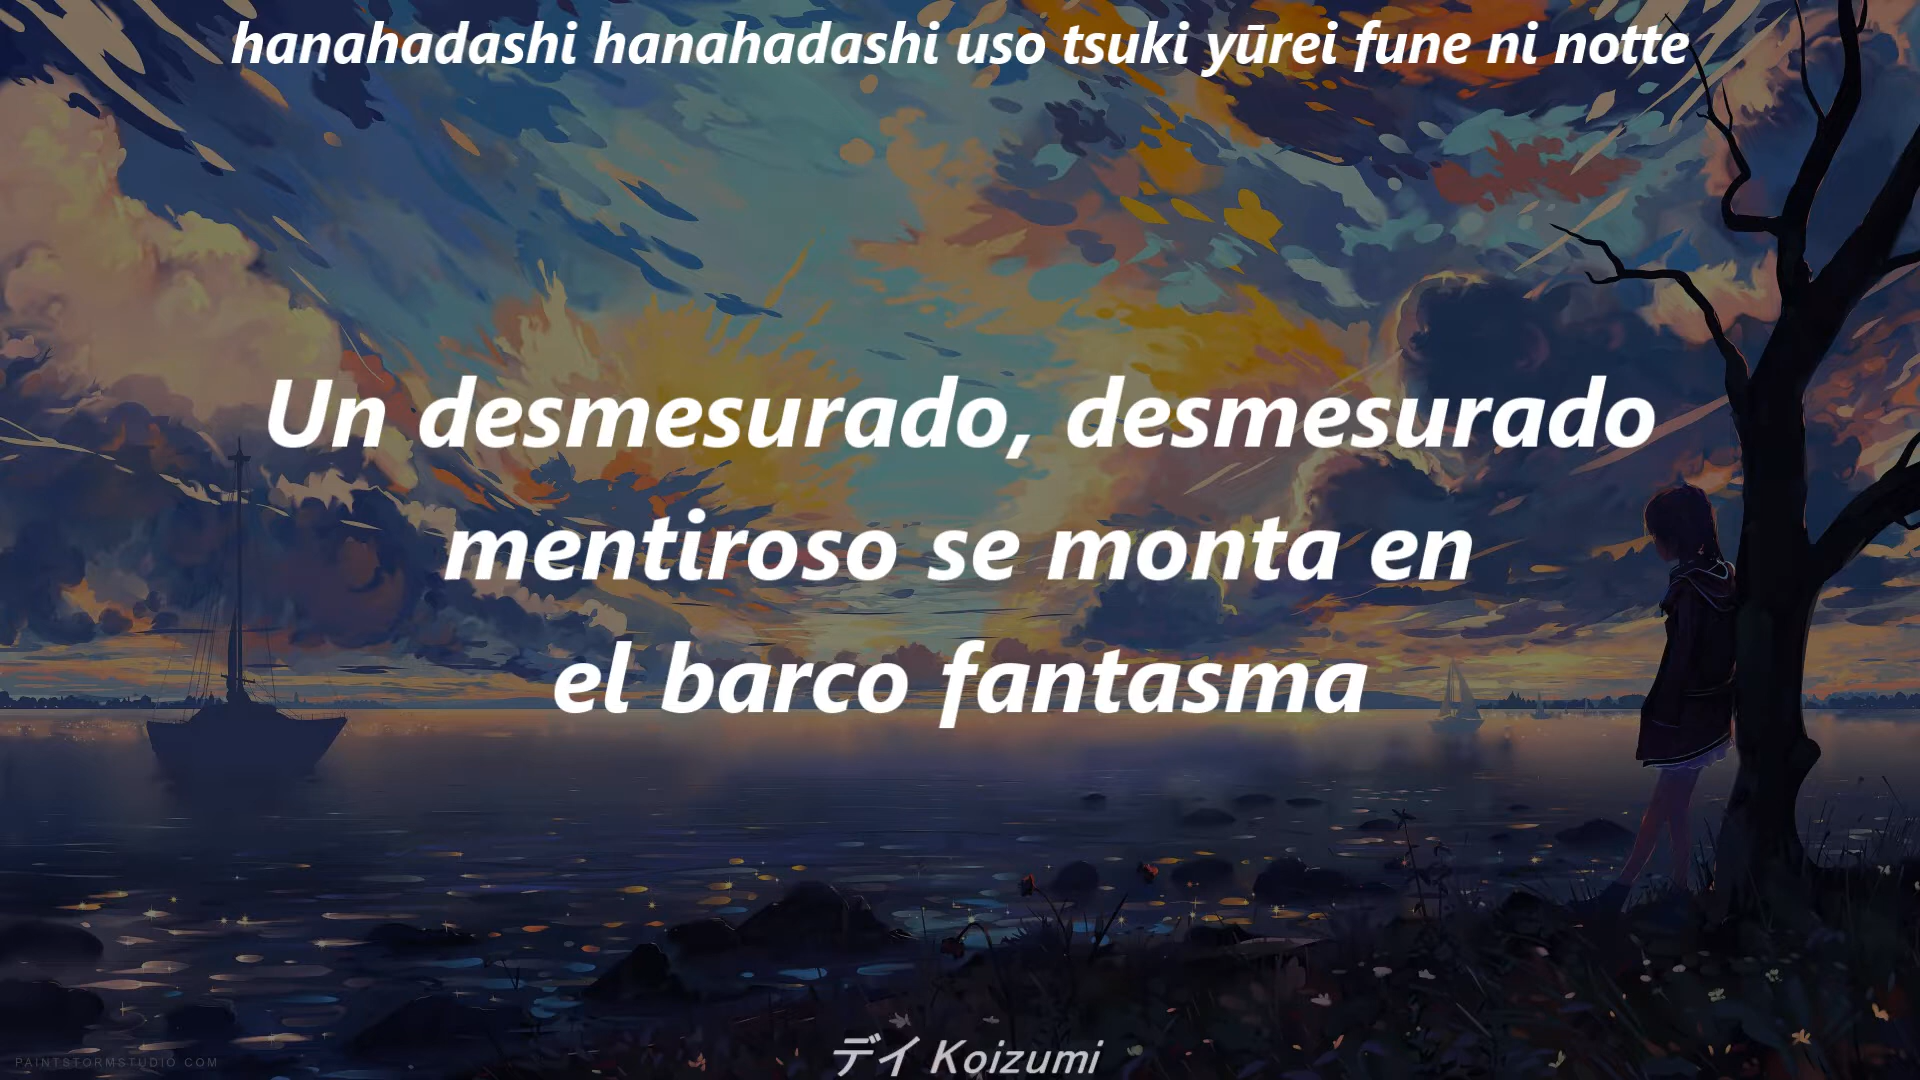 hanahadashi hanahadashi uso tsuki yūrei fune ni notte
Un desmesurado, desmesurado
mentiroso se monta en
el barco fantasma
デイ Koizumi
PAINTSTORMSTUDIO.COM